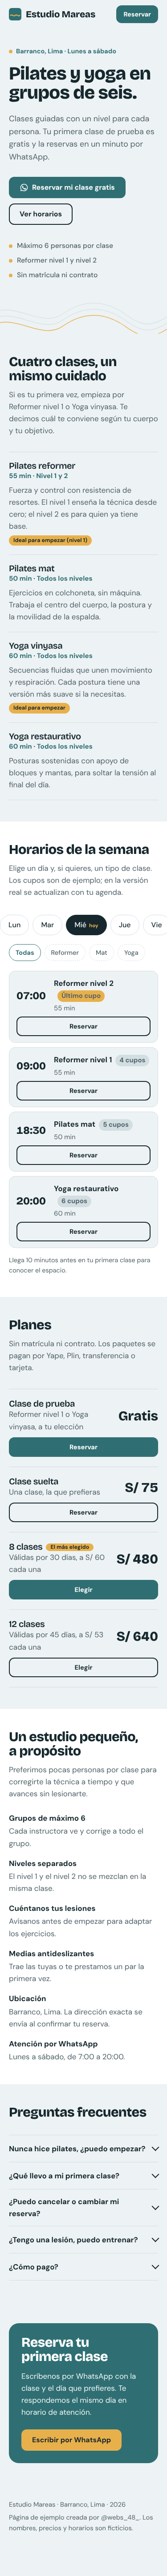 Estudio Mareas
Reservar
Barranco, Lima · Lunes a sábado
Pilates y yoga en
grupos de seis.
Clases guiadas con un nivel para cada
persona. Tu primera clase de prueba es
gratis y la reservas en un minuto por
WhatsApp.
Reservar mi clase gratis
Ver horarios
Máximo 6 personas por clase
Reformer nivel 1 y nivel 2
Sin matrícula ni contrato
Cuatro clases, un
mismo cuidado
Si es tu primera vez, empieza por
Reformer nivel 1 o Yoga vinyasa. Te
decimos cuál te conviene según tu cuerpo
y tu objetivo.
Pilates reformer
55 min · Nivel 1 y 2
Fuerza y control con resistencia de
resortes. El nivel 1 enseña la técnica desde
cero; el nivel 2 es para quien ya tiene
base.
Ideal para empezar (nivel 1)
Pilates mat
50 min · Todos los niveles
Ejercicios en colchoneta, sin máquina.
Trabaja el centro del cuerpo, la postura y
la movilidad de la espalda.
Yoga vinyasa
60 min · Todos los niveles
Secuencias fluidas que unen movimiento
y respiración. Cada postura tiene una
versión más suave si la necesitas.
Ideal para empezar
Yoga restaurativo
60 min · Todos los niveles
Posturas sostenidas con apoyo de
bloques y mantas, para soltar la tensión al
final del día.
Horarios de la semana
Elige un día y, si quieres, un tipo de clase.
Los cupos son de ejemplo; en la versión
real se actualizan con tu agenda.
Lun
Mar
Mié hoy
Jue
Vie
Todas
Reformer
Mat
Yoga
07:00
Reformer nivel 2
Último cupo
55 min
Reservar
09:00
Reformer nivel 1 4 cupos
55 min
Reservar
18:30
Pilates mat 5 cupos
50 min
Reservar
20:00
Yoga restaurativo
6 cupos
60 min
Reservar
Llega 10 minutos antes en tu primera clase para
conocer el espacio.
Planes
Sin matrícula ni contrato. Los paquetes se
pagan por Yape, Plin, transferencia o
tarjeta.
Clase de prueba
Reformer nivel 1 o Yoga
vinyasa, a tu elección
Gratis
Reservar
Clase suelta
Una clase, la que prefieras
S/ 75
Reservar
8 clases El más elegido
Válidas por 30 días, a S/ 60
cada una
S/ 480
Elegir
12 clases
Válidas por 45 días, a S/ 53
cada una
S/ 640
Elegir
Un estudio pequeño,
a propósito
Preferimos pocas personas por clase para
corregirte la técnica a tiempo y que
avances sin lesionarte.
Grupos de máximo 6
Cada instructora ve y corrige a todo el
grupo.
Niveles separados
El nivel 1 y el nivel 2 no se mezclan en la
misma clase.
Cuéntanos tus lesiones
Avísanos antes de empezar para adaptar
los ejercicios.
Medias antideslizantes
Trae las tuyas o te prestamos un par la
primera vez.
Ubicación
Barranco, Lima. La dirección exacta se
envía al confirmar tu reserva.
Atención por WhatsApp
Lunes a sábado, de 7:00 a 20:00.
Preguntas frecuentes
Nunca hice pilates, ¿puedo empezar?
¿Qué llevo a mi primera clase?
¿Puedo cancelar o cambiar mi
reserva?
¿Tengo una lesión, puedo entrenar?
¿Cómo pago?
Reserva tu
primera clase
Escríbenos por WhatsApp con la
clase y el día que prefieres. Te
respondemos el mismo día en
horario de atención.
Escribir por WhatsApp
Estudio Mareas · Barranco, Lima · 2026
Página de ejemplo creada por @webs_48_. Los
nombres, precios y horarios son ficticios.